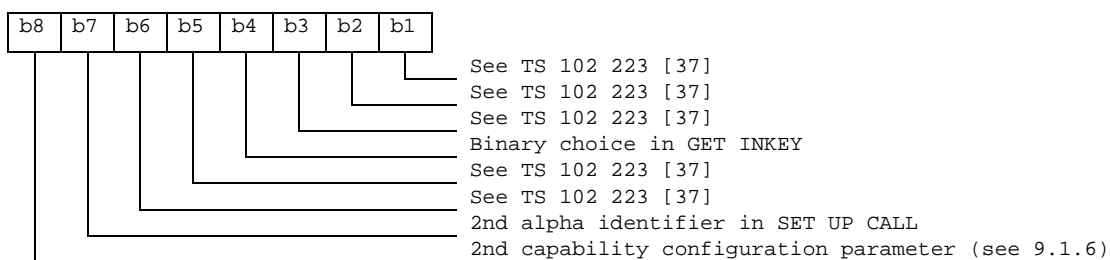 b8 b7 b6 b5 b4 b3 b2 b1
See TS 102 223 [37]
See TS 102 223 [37]
See TS 102 223 [37]
Binary choice in GET INKEY
See TS 102 223 [37]
See TS 102 223 [37]
2nd alpha identifier in SET UP CALL
2nd capability configuration parameter (see 9.1.6)